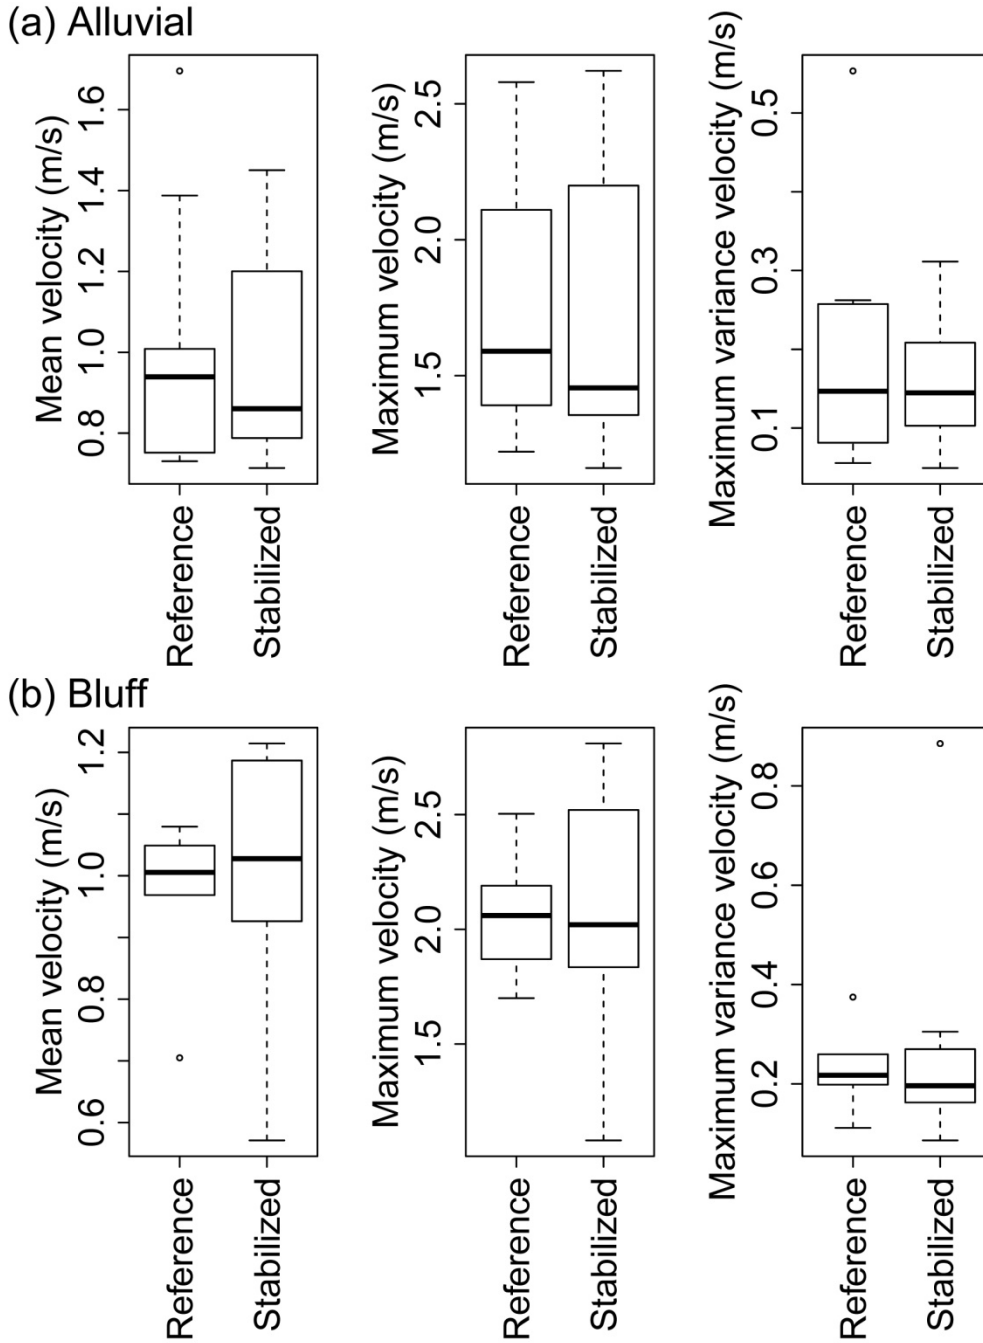 (a) Alluvial
Mean velocity (m/s)
0.8 1.0 1.2 1.4 1.6
Reference
Stabilized
Maximum velocity (m/s)
1.5 2.0 2.5
Reference
Stabilized
Maximum variance velocity (m/s)
0.1 0.3 0.5
Reference
Stabilized
(b) Bluff
Mean velocity (m/s)
0.6 0.8 1.0 1.2
Reference
Stabilized
Maximum velocity (m/s)
1.5 2.0 2.5
Reference
Stabilized
Maximum variance velocity (m/s)
0.2 0.4 0.6 0.8
Reference
Stabilized